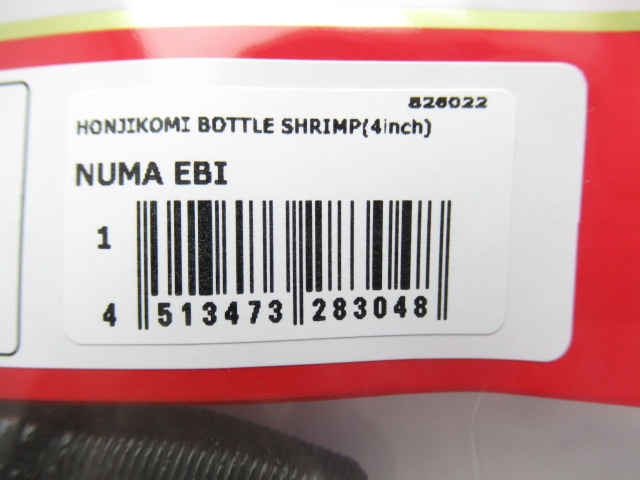 826022
HONJIKOMI BOTTLE SHRIMP(4inch)
NUMA EBI
1
4 513473 283048